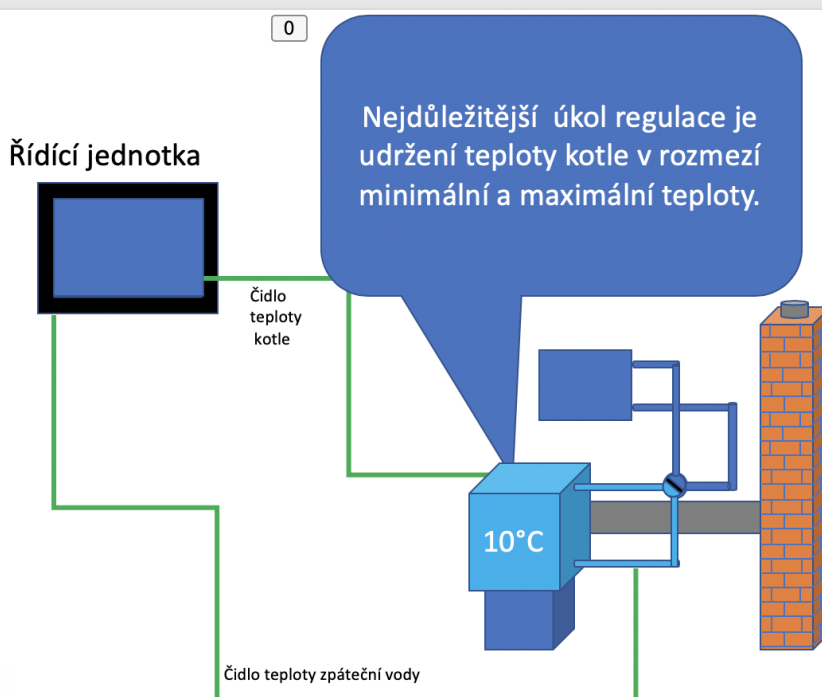 0
Nejdůležitější úkol regulace je
udržení teploty kotle v rozmezí
minimální a maximální teploty.
Řídící jednotka
Čidlo
teploty
kotle
10°C
Čidlo teploty zpáteční vody